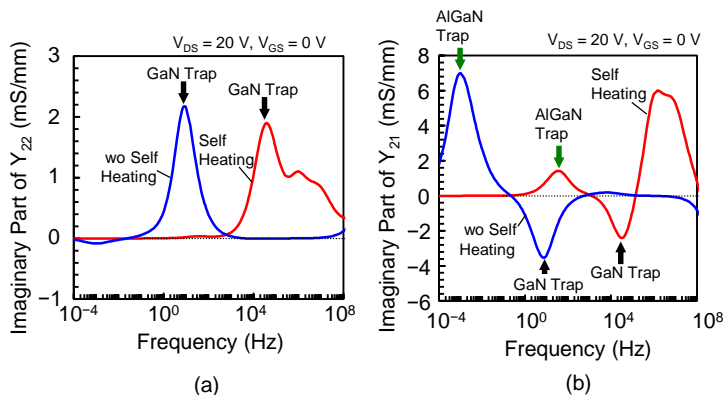 V_DS = 20 V, V_GS = 0 V
GaN Trap
GaN Trap
wo Self
Heating
Self
Heating
Imaginary Part of Y_22 (mS/mm)
3
2
1
0
−1
10^−4
10^0
10^4
10^8
Frequency (Hz)
(a)
AlGaN
Trap
V_DS = 20 V, V_GS = 0 V
Self
Heating
AlGaN
Trap
wo Self
Heating
GaN Trap
GaN Trap
Imaginary Part of Y_21 (mS/mm)
8
6
4
2
0
−2
−4
−6
10^−4
10^0
10^4
10^8
Frequency (Hz)
(b)